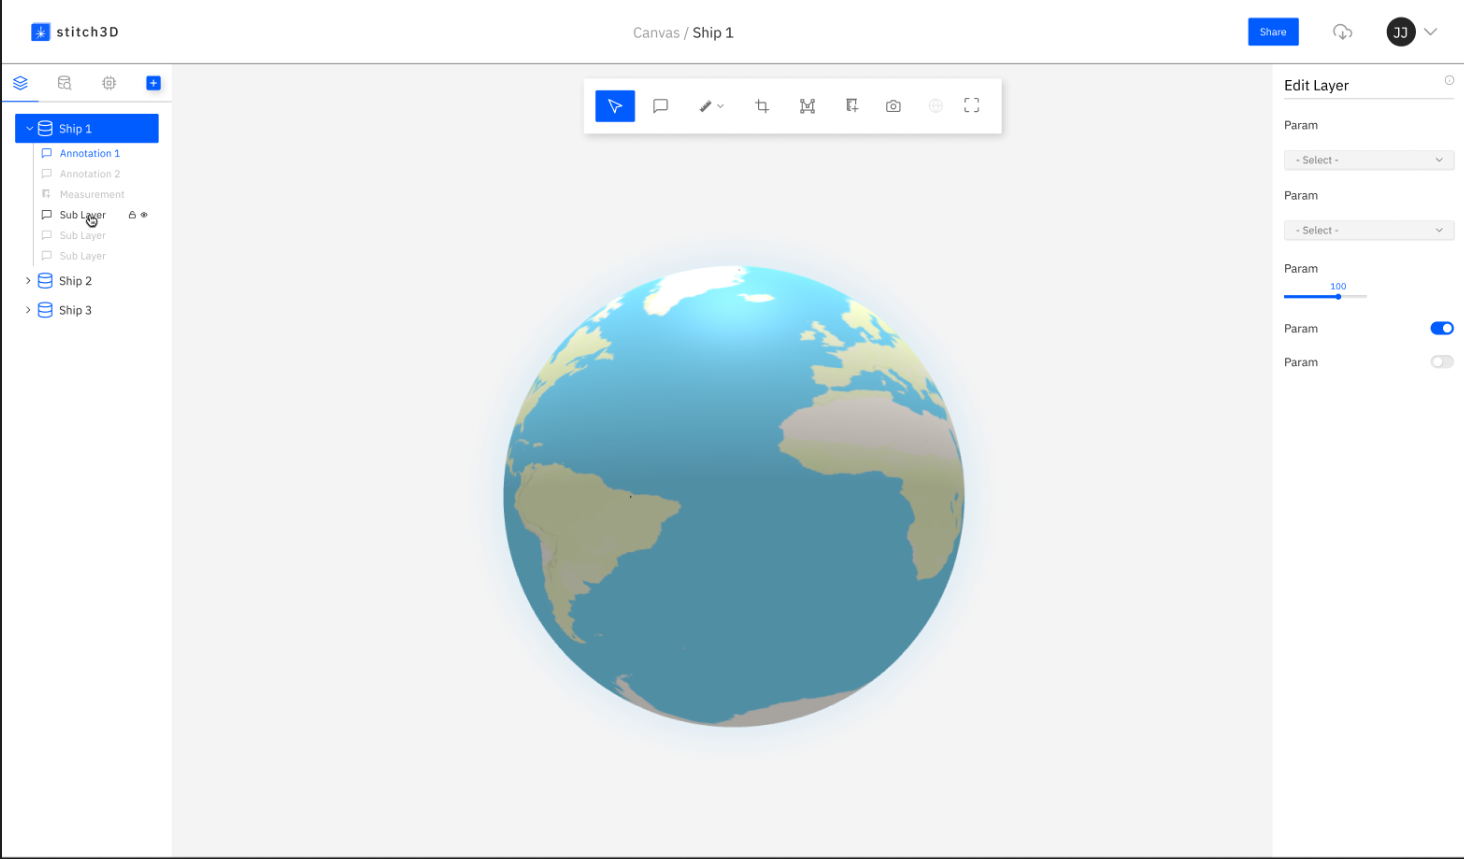 stitch3D
Canvas / Ship 1
Share
JJ
Ship 1
Annotation 1
Annotation 2
Measurement
Sub Layer
Sub Layer
Sub Layer
Ship 2
Ship 3
Edit Layer
Param
- Select -
Param
- Select -
Param
100
Param
Param